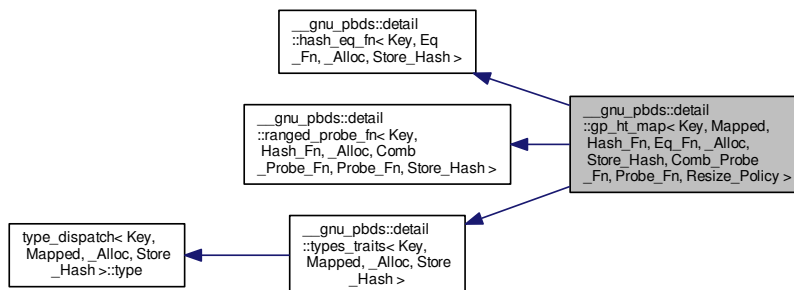 __gnu_pbds::detail
::hash_eq_fn< Key, Eq
_Fn, _Alloc, Store_Hash >
__gnu_pbds::detail
::ranged_probe_fn< Key,
Hash_Fn, _Alloc, Comb
_Probe_Fn, Probe_Fn, Store_Hash >
__gnu_pbds::detail
::gp_ht_map< Key, Mapped,
Hash_Fn, Eq_Fn, _Alloc,
Store_Hash, Comb_Probe
_Fn, Probe_Fn, Resize_Policy >
type_dispatch< Key,
Mapped, _Alloc, Store
_Hash >::type
__gnu_pbds::detail
::types_traits< Key,
Mapped, _Alloc, Store
_Hash >